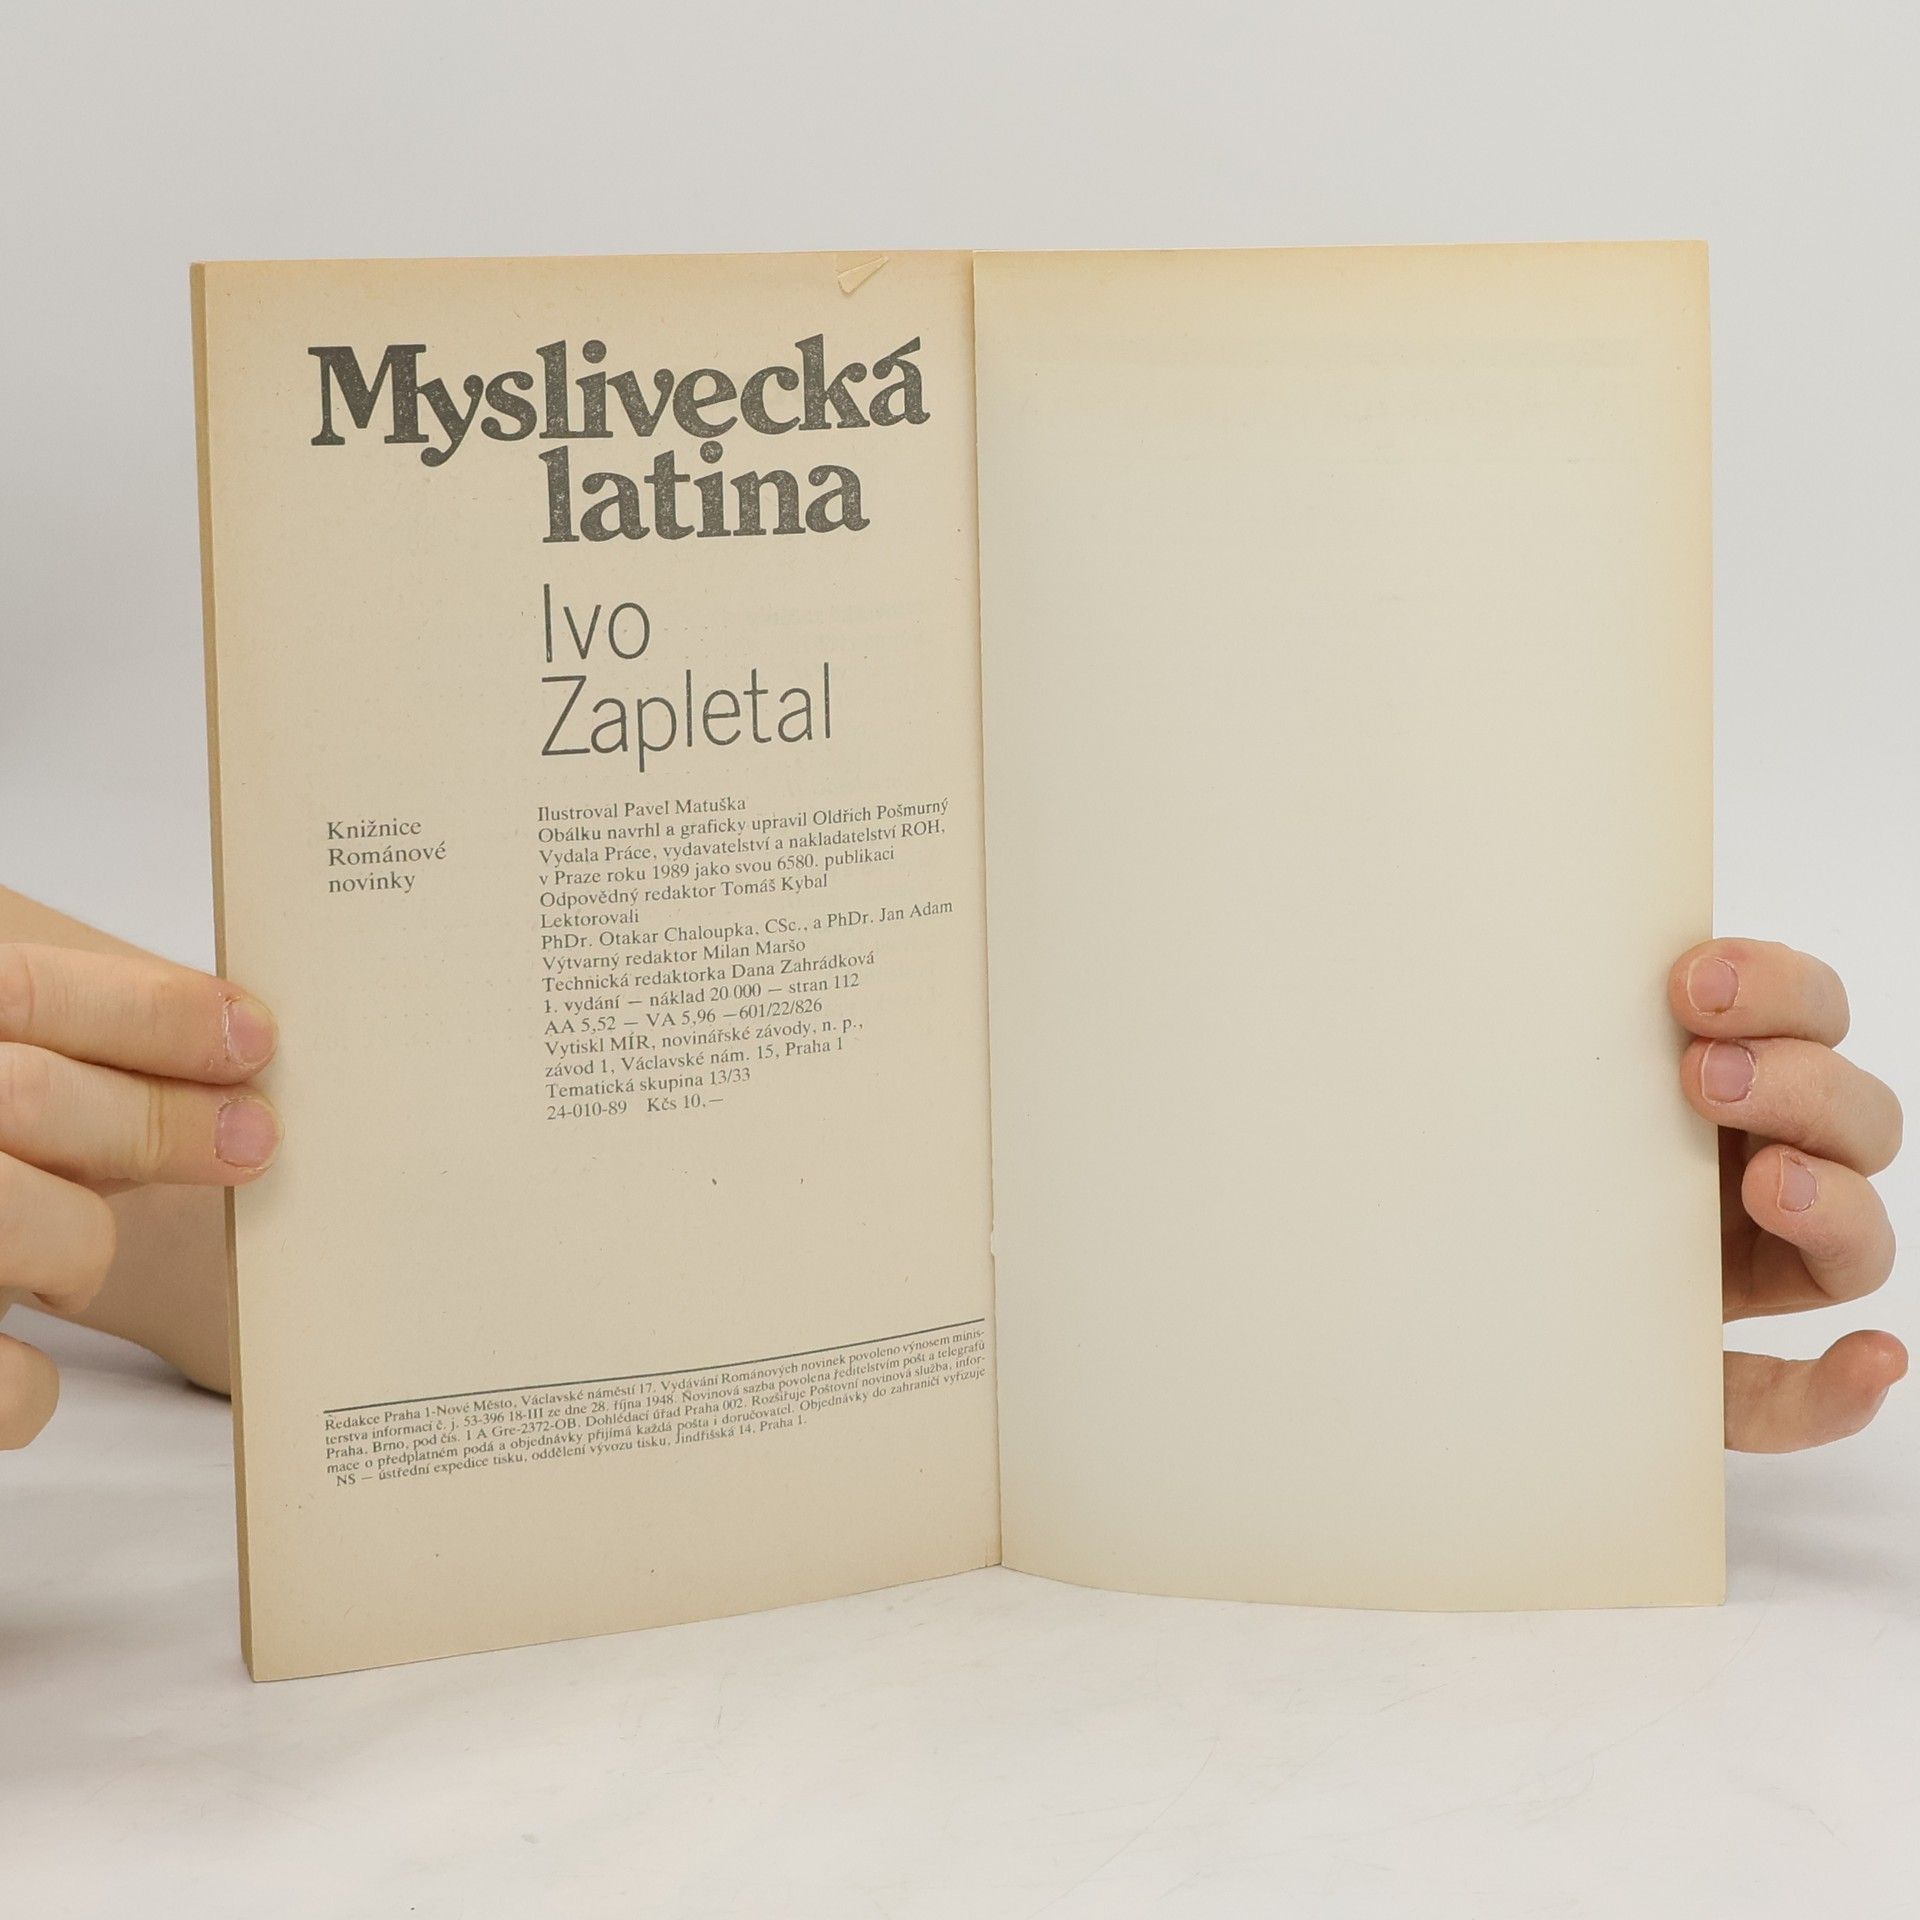 Myslivecká
latina
Ivo
Zapletal
Knižnice
Románové
novinky
Ilustroval Pavel Matuška
Obálku navrhl a graficky upravil Oldřich Pošmurný
Vydala Práce, vydavatelství a nakladatelství ROH,
v Praze roku 1989 jako svou 6580. publikaci
Odpovědný redaktor Tomáš Kybal
Lektorovali
PhDr. Otakar Chaloupka, CSc., a PhDr. Jan Adam
Výtvarný redaktor Milan Maršo
Technická redaktorka Dana Zahrádková
1. vydání — náklad 20 000 — stran 112
AA 5,52 — VA 5,96 —601/22/826
Vytiskl MÍR, novinářské závody, n. p.,
závod 1, Václavské nám. 15, Praha 1
Tematická skupina 13/33
24-010-89 Kčs 10,—
Redakce Praha 1-Nové Město, Václavské náměstí 17. Vydávání Románových novinek povoleno výnosem minis-
terstva informací č. j. 53-396 18-III ze dne 28. října 1948. Novinová sazba povolena ředitelstvím pošt a telegrafů
Praha, Brno, pod čís. 1 A Gre-2372-OB. Dohlédací úřad Praha 002. Rozšiřuje Poštovní novinová služba, infor-
mace o předplatném podá a objednávky přijímá každá pošta i doručovatel. Objednávky do zahraničí vyřizuje
NS — ústřední expedice tisku, oddělení vývozu tisku, Jindřišská 14, Praha 1.